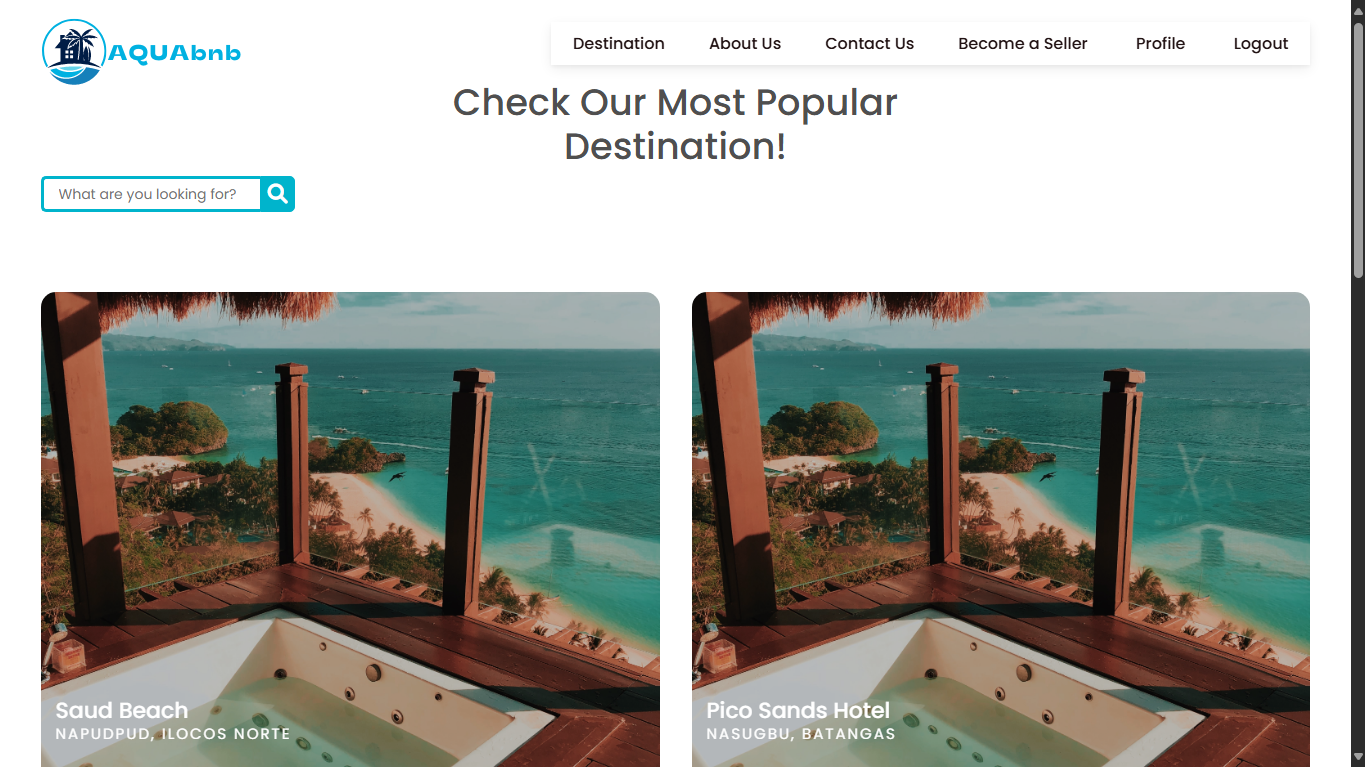 AQUAbnb
Destination About Us Contact Us Become a Seller Profile Logout
Check Our Most Popular
Destination!
What are you looking for?
Saud Beach
NAPUDPUD, ILOCOS NORTE
Pico Sands Hotel
NASUGBU, BATANGAS